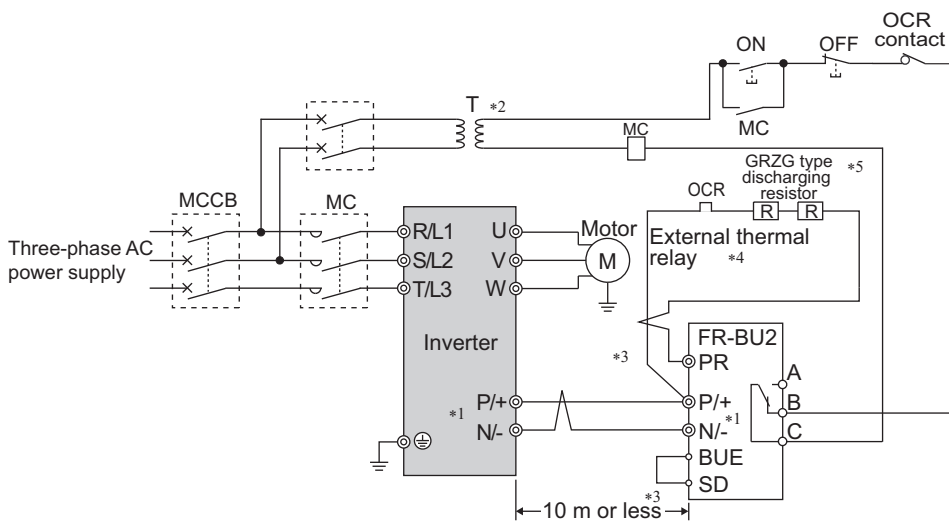 OCR
contact
ON
OFF
T *2
MC
MC
GRZG type
discharging
resistor
*5
OCR
R
R
MCCB
MC
External thermal
relay *4
Three-phase AC
power supply
R/L1
S/L2
T/L3
U
V
W
Motor
M
Inverter
*3
FR-BU2
PR
A
B
C
P/+
N/-
*1
P/+
N/-
*1
BUE
SD
*3
10 m or less